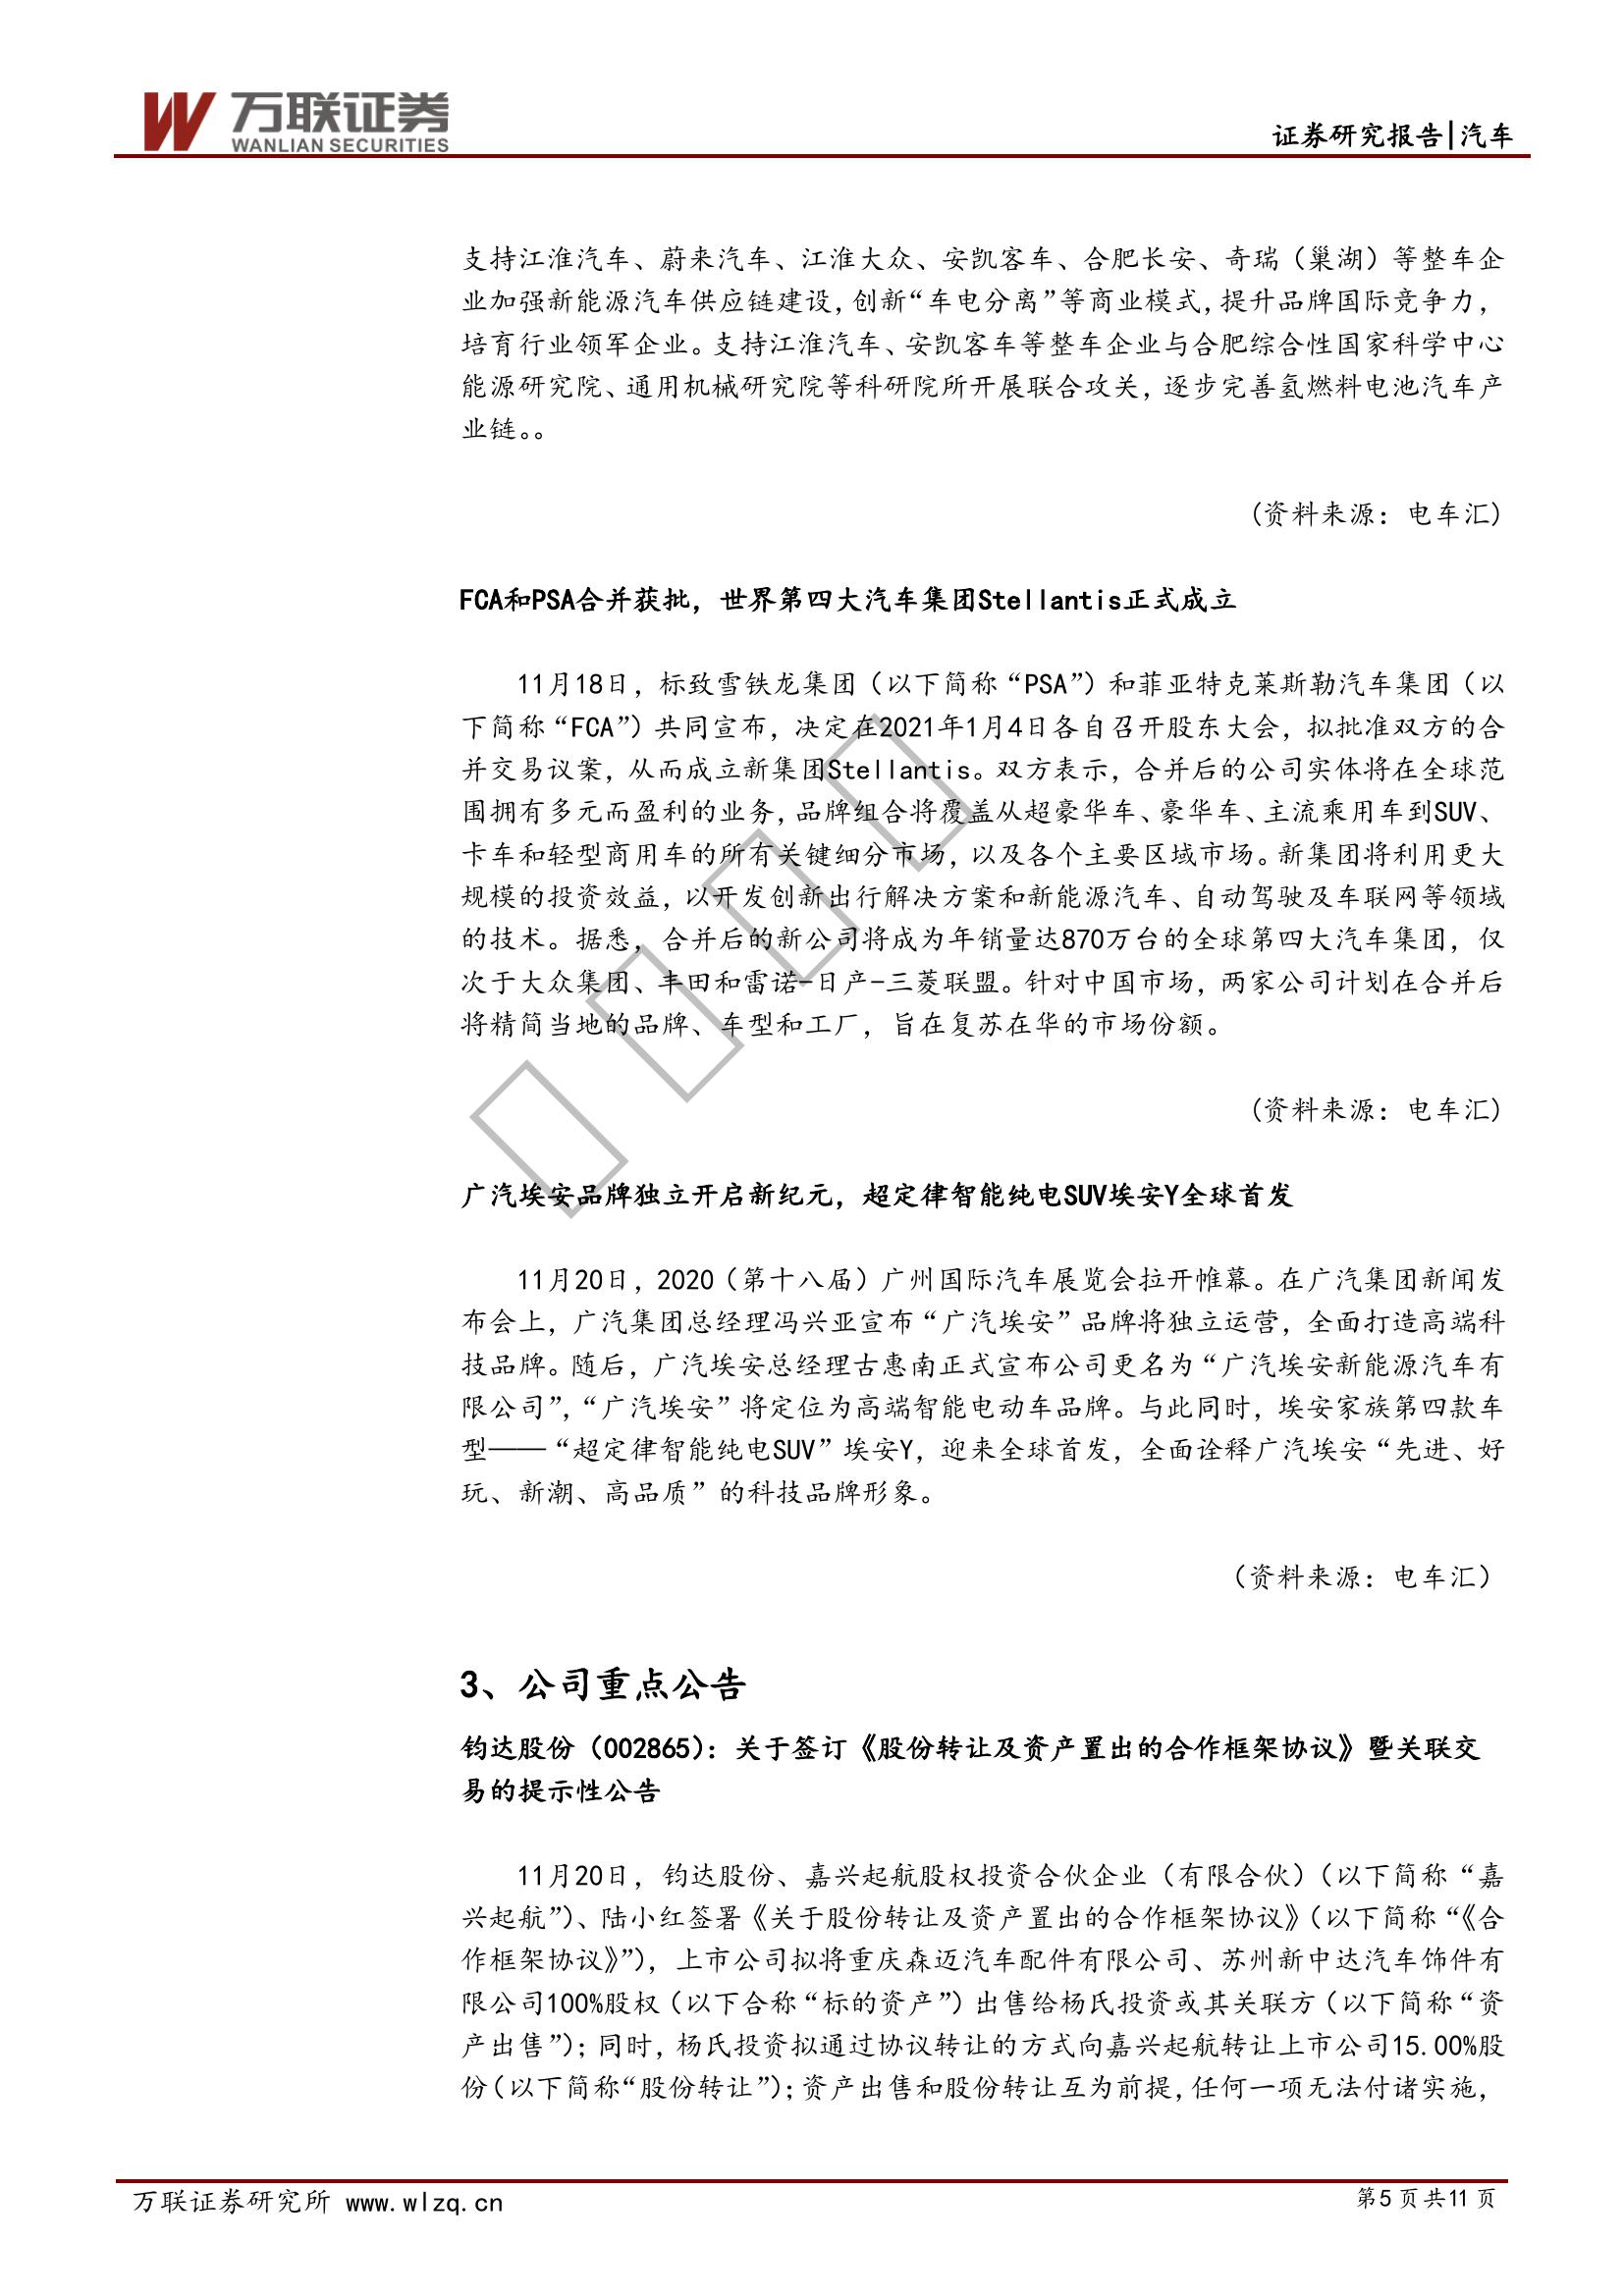 万联证券
WANLIAN SECURITIES
证券研究报告|汽车
支持江淮汽车、蔚来汽车、江淮大众、安凯客车、合肥长安、奇瑞（巢湖）等整车企
业加强新能源汽车供应链建设，创新“车电分离”等商业模式，提升品牌国际竞争力，
培育行业领军企业。支持江淮汽车、安凯客车等整车企业与合肥综合性国家科学中心
能源研究院、通用机械研究院等科研院所开展联合攻关，逐步完善氢燃料电池汽车产
业链。。
(资料来源：电车汇)
FCA和PSA合并获批，世界第四大汽车集团Stellantis正式成立
11月18日，标致雪铁龙集团（以下简称“PSA”）和菲亚特克莱斯勒汽车集团（以
下简称“FCA”）共同宣布，决定在2021年1月4日各自召开股东大会，拟批准双方的合
并交易议案，从而成立新集团Stellantis。双方表示，合并后的公司实体将在全球范
围拥有多元而盈利的业务，品牌组合将覆盖从超豪华车、豪华车、主流乘用车到SUV、
卡车和轻型商用车的所有关键细分市场，以及各个主要区域市场。新集团将利用更大
规模的投资效益，以开发创新出行解决方案和新能源汽车、自动驾驶及车联网等领域
的技术。据悉，合并后的新公司将成为年销量达870万台的全球第四大汽车集团，仅
次于大众集团、丰田和雷诺-日产-三菱联盟。针对中国市场，两家公司计划在合并后
将精简当地的品牌、车型和工厂，旨在复苏在华的市场份额。
(资料来源：电车汇)
广汽埃安品牌独立开启新纪元，超定律智能纯电SUV埃安Y全球首发
11月20日，2020（第十八届）广州国际汽车展览会拉开帷幕。在广汽集团新闻发
布会上，广汽集团总经理冯兴亚宣布“广汽埃安”品牌将独立运营，全面打造高端科
技品牌。随后，广汽埃安总经理古惠南正式宣布公司更名为“广汽埃安新能源汽车有
限公司”，“广汽埃安”将定位为高端智能电动车品牌。与此同时，埃安家族第四款车
型——“超定律智能纯电SUV”埃安Y，迎来全球首发，全面诠释广汽埃安“先进、好
玩、新潮、高品质”的科技品牌形象。
（资料来源：电车汇）
3、公司重点公告
钧达股份（002865）：关于签订《股份转让及资产置出的合作框架协议》暨关联交
易的提示性公告
11月20日，钧达股份、嘉兴起航股权投资合伙企业（有限合伙）（以下简称“嘉
兴起航”）、陆小红签署《关于股份转让及资产置出的合作框架协议》（以下简称“《合
作框架协议》”），上市公司拟将重庆森迈汽车配件有限公司、苏州新中达汽车饰件有
限公司100%股权（以下合称“标的资产”）出售给杨氏投资或其关联方（以下简称“资
产出售”）；同时，杨氏投资拟通过协议转让的方式向嘉兴起航转让上市公司15.00%股
份（以下简称“股份转让”）；资产出售和股份转让互为前提，任何一项无法付诸实施，
万联证券研究所 www.wlzq.cn
第5 页共11 页